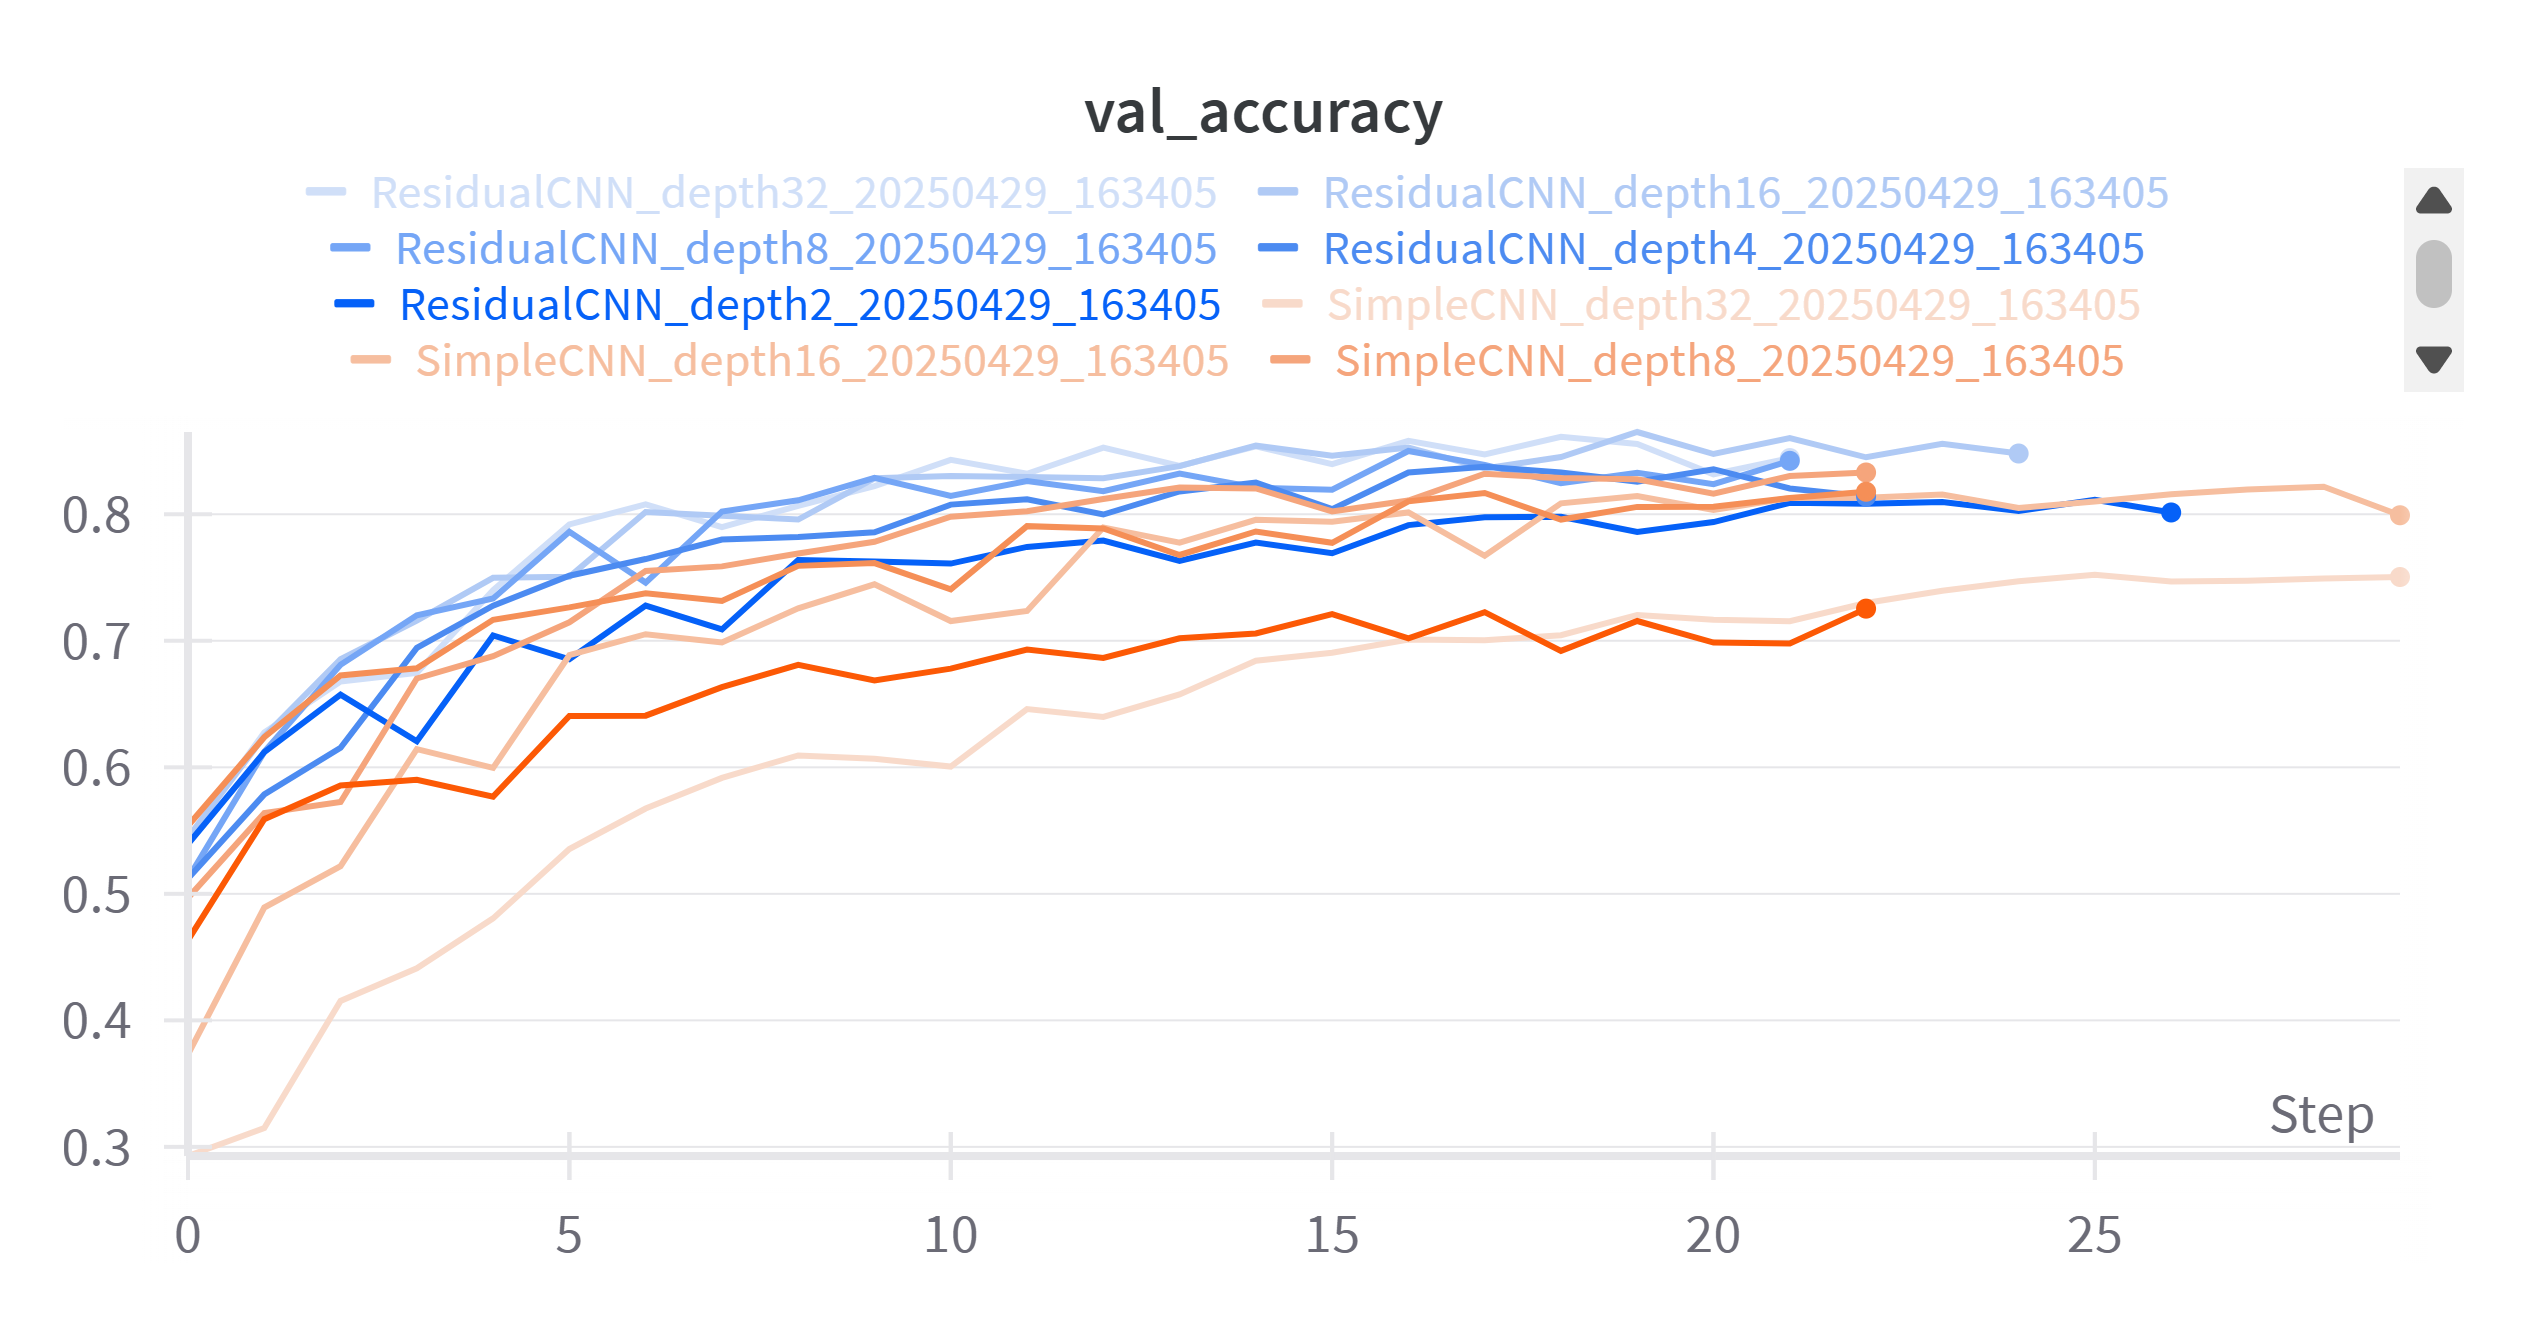 val_accuracy
ResidualCNN_depth32_20250429_163405 ResidualCNN_depth16_20250429_163405
ResidualCNN_depth8_20250429_163405 ResidualCNN_depth4_20250429_163405
ResidualCNN_depth2_20250429_163405 SimpleCNN_depth32_20250429_163405
SimpleCNN_depth16_20250429_163405 SimpleCNN_depth8_20250429_163405
0.8
0.7
0.6
0.5
0.4
0.3
Step
0 5 10 15 20 25